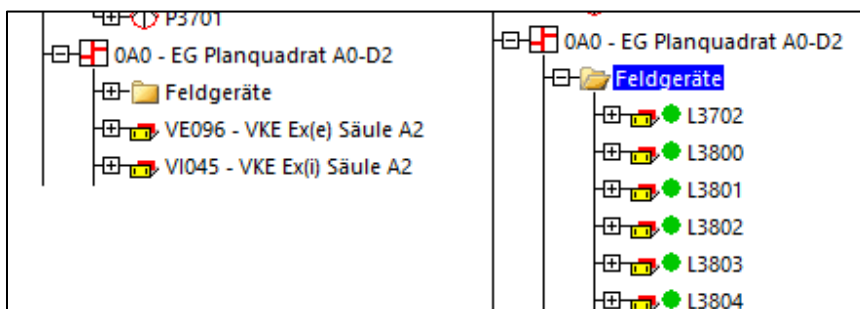 P3701
0A0 - EG Planquadrat A0-D2
Feldgeräte
VE096 - VKE Ex(e) Säule A2
VI045 - VKE Ex(i) Säule A2
0A0 - EG Planquadrat A0-D2
Feldgeräte
L3702
L3800
L3801
L3802
L3803
L3804